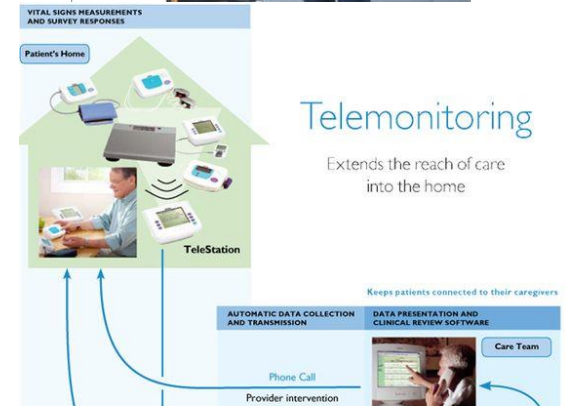 VITAL SIGNS MEASUREMENTS
AND SURVEY RESPONSES
Patient's Home
TeleStation
Telemonitoring
Extends the reach of care
into the home
Keeps patients connected to their caregivers
AUTOMATIC DATA COLLECTION
AND TRANSMISSION
DATA PRESENTATION AND
CLINICAL REVIEW SOFTWARE
Care Team
Phone Call
Provider intervention